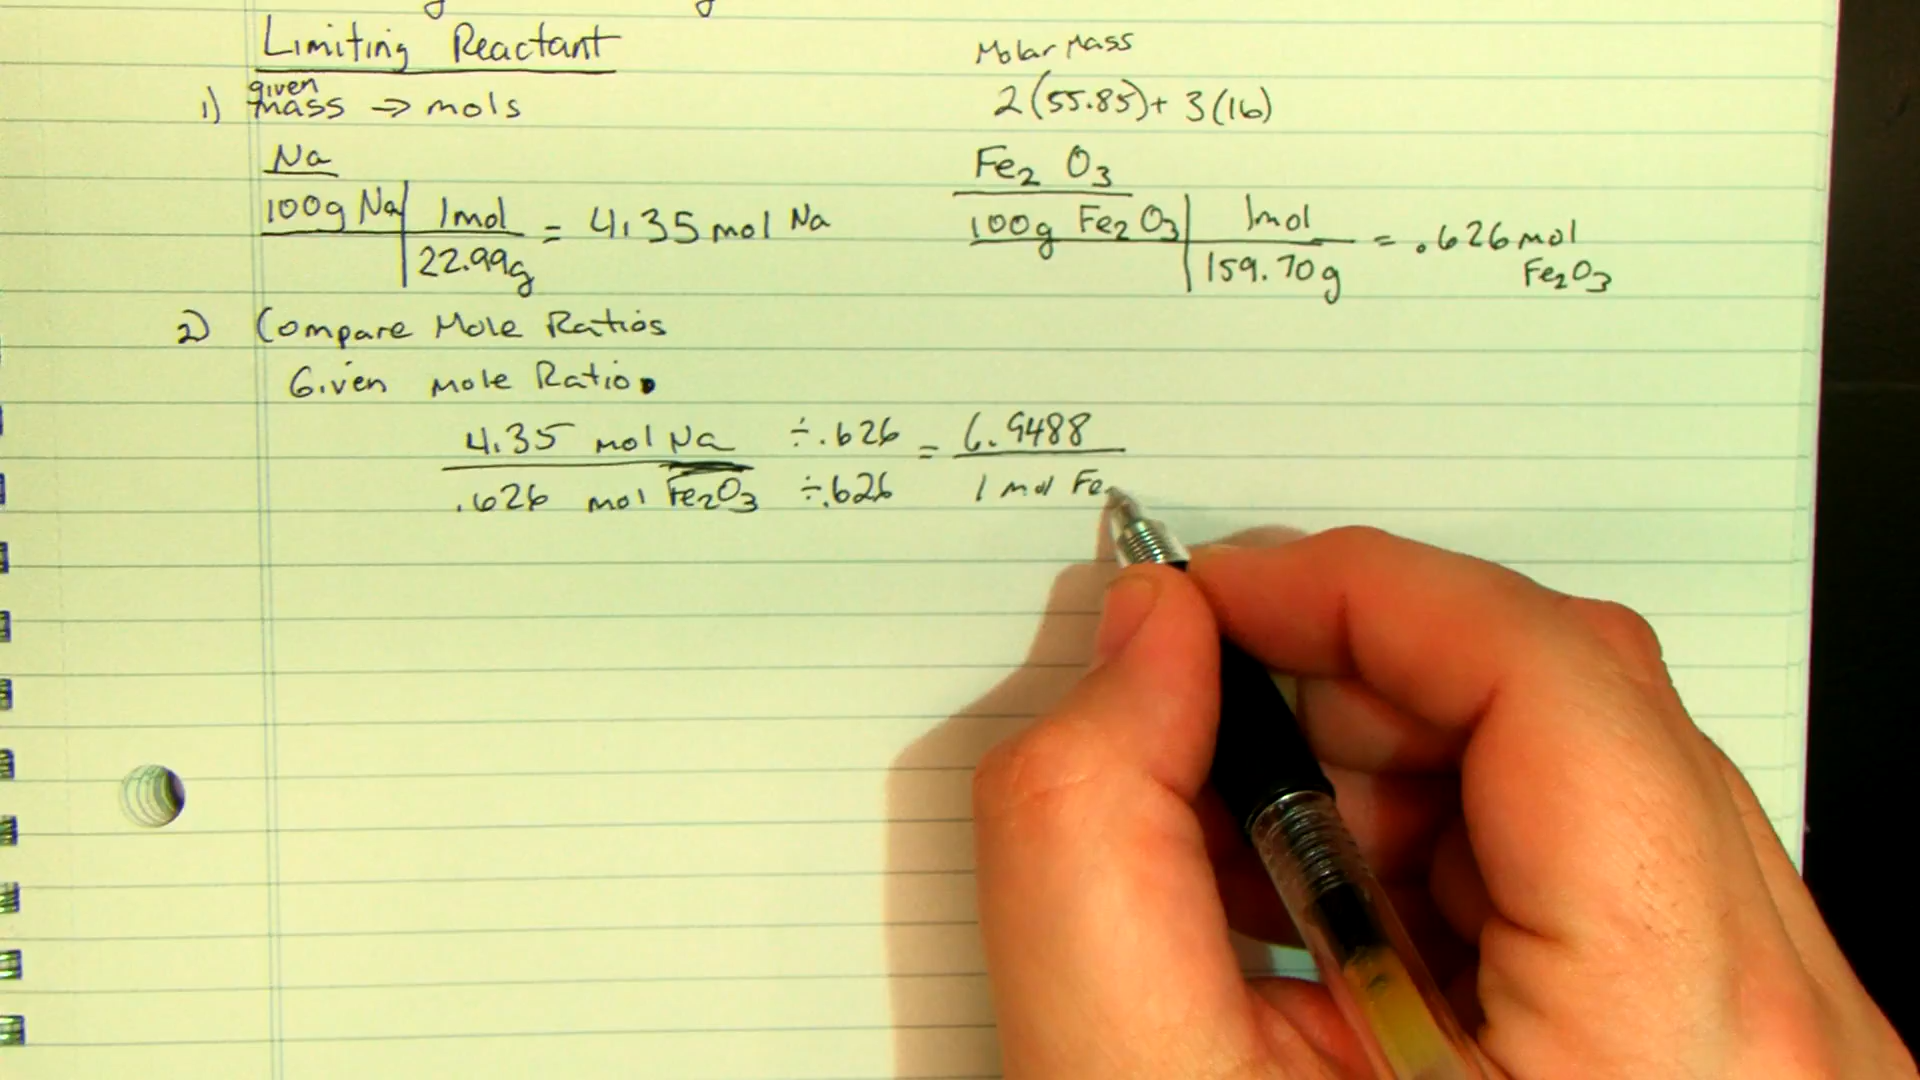 Limiting Reactant
Molar Mass
given
1) mass → mols
2(55.85)+ 3(16)
Na
Fe2 O3
100g Na | 1mol = 4.35 mol Na
22.99g
100g Fe2O3 | 1mol = .626 mol
159.70g Fe2O3
2) Compare Mole Ratios
Given Mole Ratio
4.35 mol Na ÷.626 = 6.9488
.626 mol Fe2O3 ÷.626 1 mol Fe